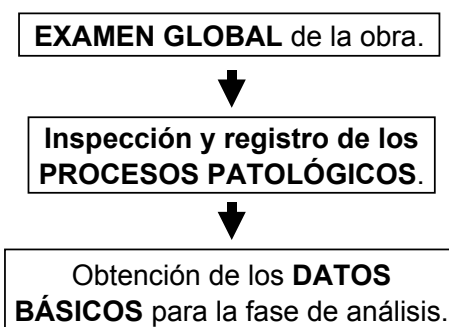 EXAMEN GLOBAL de la obra.
Inspección y registro de los
PROCESOS PATOLÓGICOS.
Obtención de los DATOS
BÁSICOS para la fase de análisis.